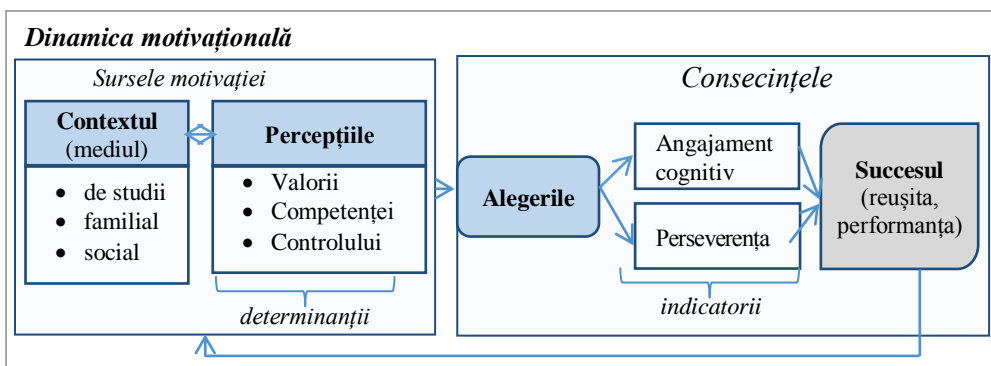 Dinamica motivațională
Sursele motivației
Contextul
(mediul)
• de studii
• familial
• social
Percepțiile
• Valorii
• Competenței
• Controlului
determinanții
Consecințele
Alegerile
Angajament
cognitiv
Perseverența
indicatorii
Succesul
(reușita,
performanța)